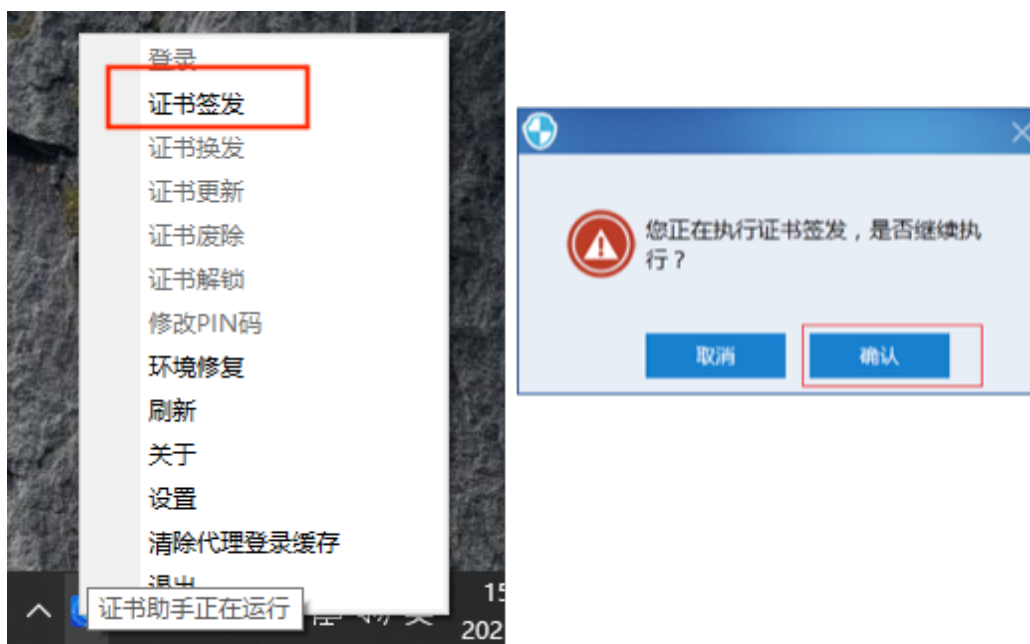 登录
证书签发
证书换发
证书更新
证书废除
证书解锁
修改PIN码
环境修复
刷新
关于
设置
清除代理登录缓存
退出
证书助手正在运行
英
15
202
您正在执行证书签发，是否继续执
行？
取消
确认